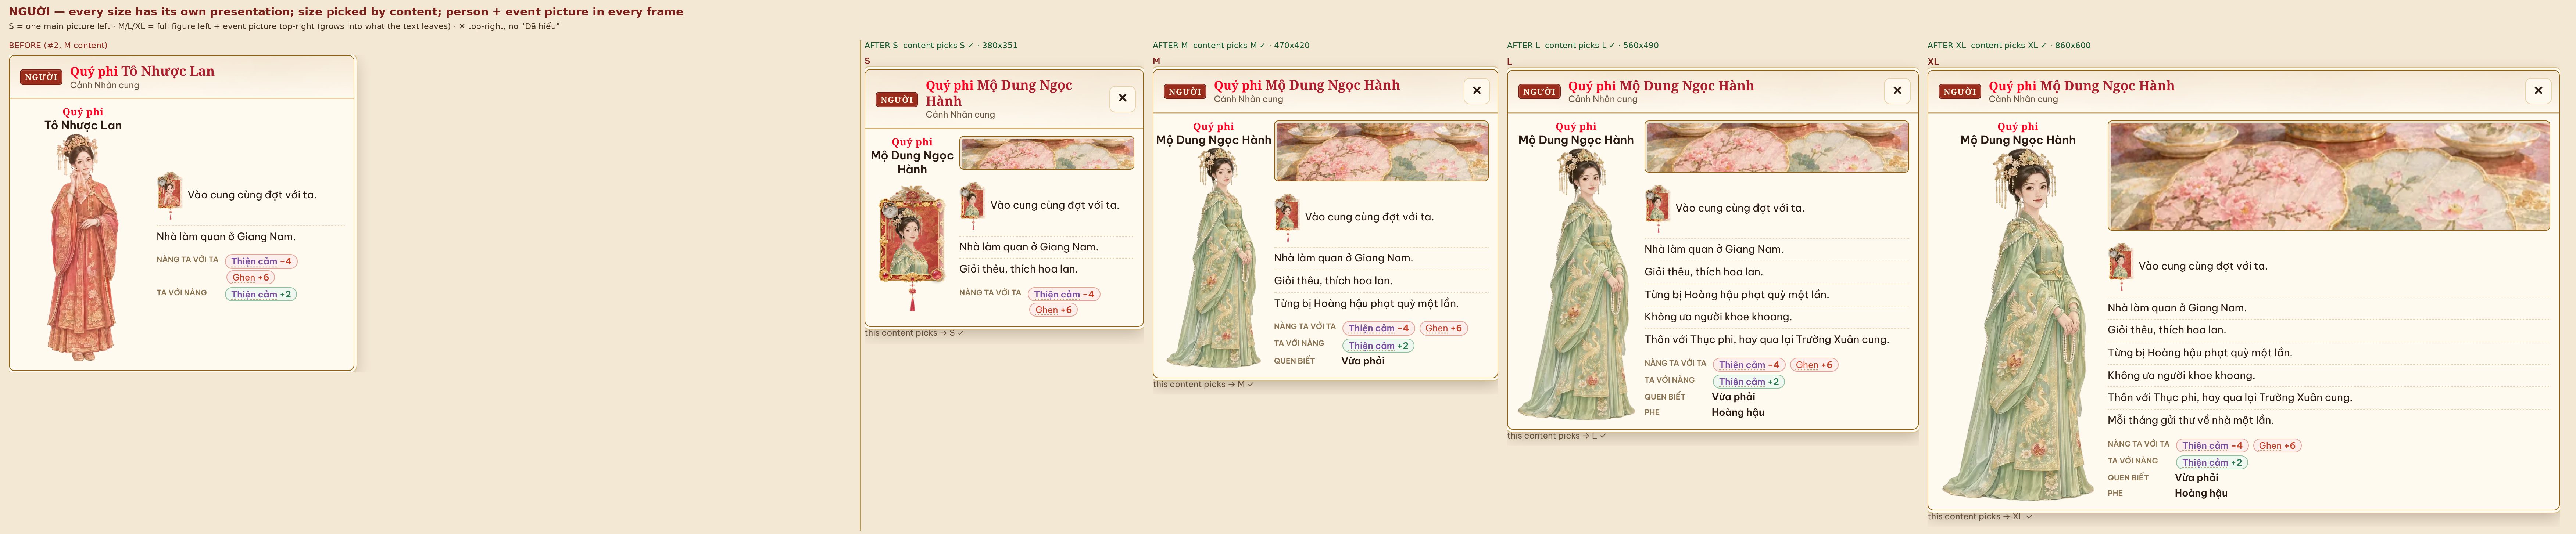 NGƯỜI — every size has its own presentation; size picked by content; person + event picture in every frame
S = one main picture left · M/L/XL = full figure left + event picture top-right (grows into what the text leaves) · ✕ top-right, no "Đã hiểu"
BEFORE (#2, M content)
NGƯỜI
Quý phi Tô Nhược Lan
Cảnh Nhân cung
Quý phi
Tô Nhược Lan
Vào cung cùng đợt với ta.
Nhà làm quan ở Giang Nam.
NÀNG TA VỚI TA Thiện cảm −4
Ghen +6
TA VỚI NÀNG Thiện cảm +2
AFTER S content picks S ✓ · 380x351
S
NGƯỜI
Quý phi Mộ Dung Ngọc
Hành
Cảnh Nhân cung
✕
Quý phi
Mộ Dung Ngọc
Hành
Vào cung cùng đợt với ta.
Nhà làm quan ở Giang Nam.
Giỏi thêu, thích hoa lan.
NÀNG TA VỚI TA Thiện cảm −4
Ghen +6
this content picks → S ✓
AFTER M content picks M ✓ · 470x420
M
NGƯỜI
Quý phi Mộ Dung Ngọc Hành
Cảnh Nhân cung
✕
Quý phi
Mộ Dung Ngọc Hành
Vào cung cùng đợt với ta.
Nhà làm quan ở Giang Nam.
Giỏi thêu, thích hoa lan.
Từng bị Hoàng hậu phạt quỳ một lần.
NÀNG TA VỚI TA Thiện cảm −4 Ghen +6
TA VỚI NÀNG Thiện cảm +2
QUEN BIẾT Vừa phải
this content picks → M ✓
AFTER L content picks L ✓ · 560x490
L
NGƯỜI
Quý phi Mộ Dung Ngọc Hành
Cảnh Nhân cung
✕
Quý phi
Mộ Dung Ngọc Hành
Vào cung cùng đợt với ta.
Nhà làm quan ở Giang Nam.
Giỏi thêu, thích hoa lan.
Từng bị Hoàng hậu phạt quỳ một lần.
Không ưa người khoe khoang.
Thân với Thục phi, hay qua lại Trường Xuân cung.
NÀNG TA VỚI TA Thiện cảm −4 Ghen +6
TA VỚI NÀNG Thiện cảm +2
QUEN BIẾT Vừa phải
PHE Hoàng hậu
this content picks → L ✓
AFTER XL content picks XL ✓ · 860x600
XL
NGƯỜI
Quý phi Mộ Dung Ngọc Hành
Cảnh Nhân cung
✕
Quý phi
Mộ Dung Ngọc Hành
Vào cung cùng đợt với ta.
Nhà làm quan ở Giang Nam.
Giỏi thêu, thích hoa lan.
Từng bị Hoàng hậu phạt quỳ một lần.
Không ưa người khoe khoang.
Thân với Thục phi, hay qua lại Trường Xuân cung.
Mỗi tháng gửi thư về nhà một lần.
NÀNG TA VỚI TA Thiện cảm −4 Ghen +6
TA VỚI NÀNG Thiện cảm +2
QUEN BIẾT Vừa phải
PHE Hoàng hậu
this content picks → XL ✓